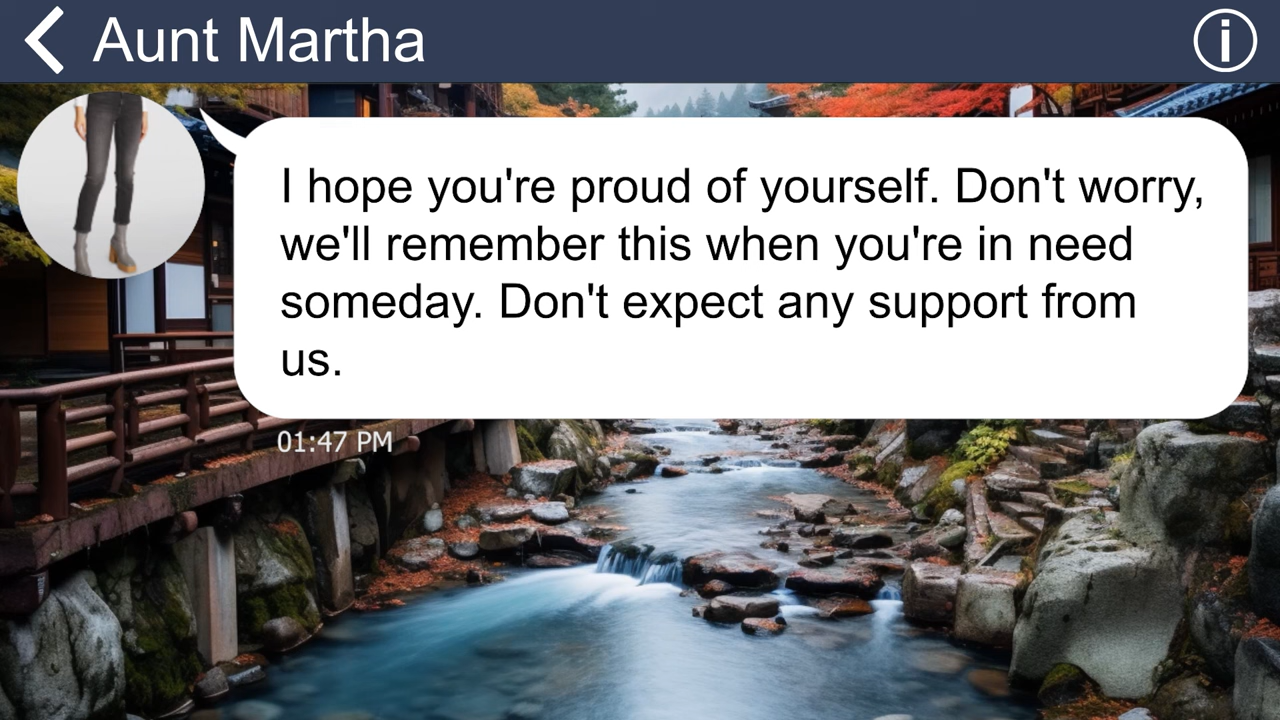 Aunt Martha
I hope you're proud of yourself. Don't worry,
we'll remember this when you're in need
someday. Don't expect any support from
us.
01:47 PM